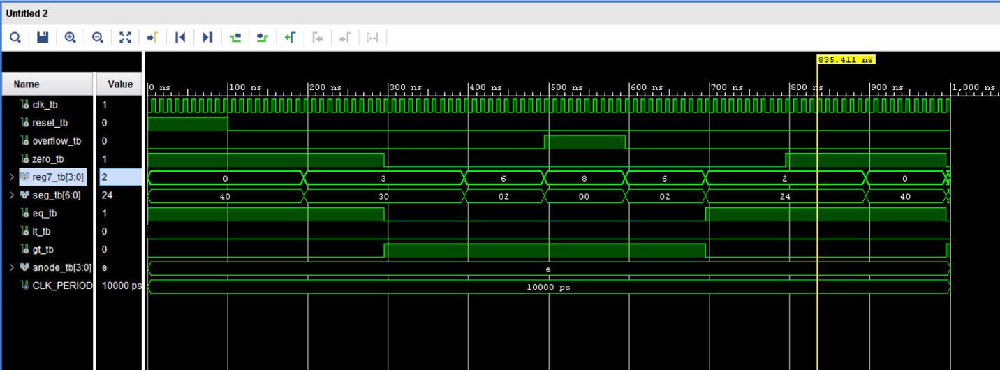 Untitled 2
835.411 ns
Name Value
0 ns 100 ns 200 ns 300 ns 400 ns 500 ns 600 ns 700 ns 800 ns 900 ns 1,000 ns
clk_tb 1
reset_tb 0
overflow_tb 0
zero_tb 1
reg7_tb[3:0] 2 0 3 6 8 6 2 0
seg_tb[6:0] 24 40 30 02 00 02 24 40
eq_tb 1
lt_tb 0
gt_tb 0
anode_tb[3:0] e e
CLK_PERIOD 10000 ps 10000 ps